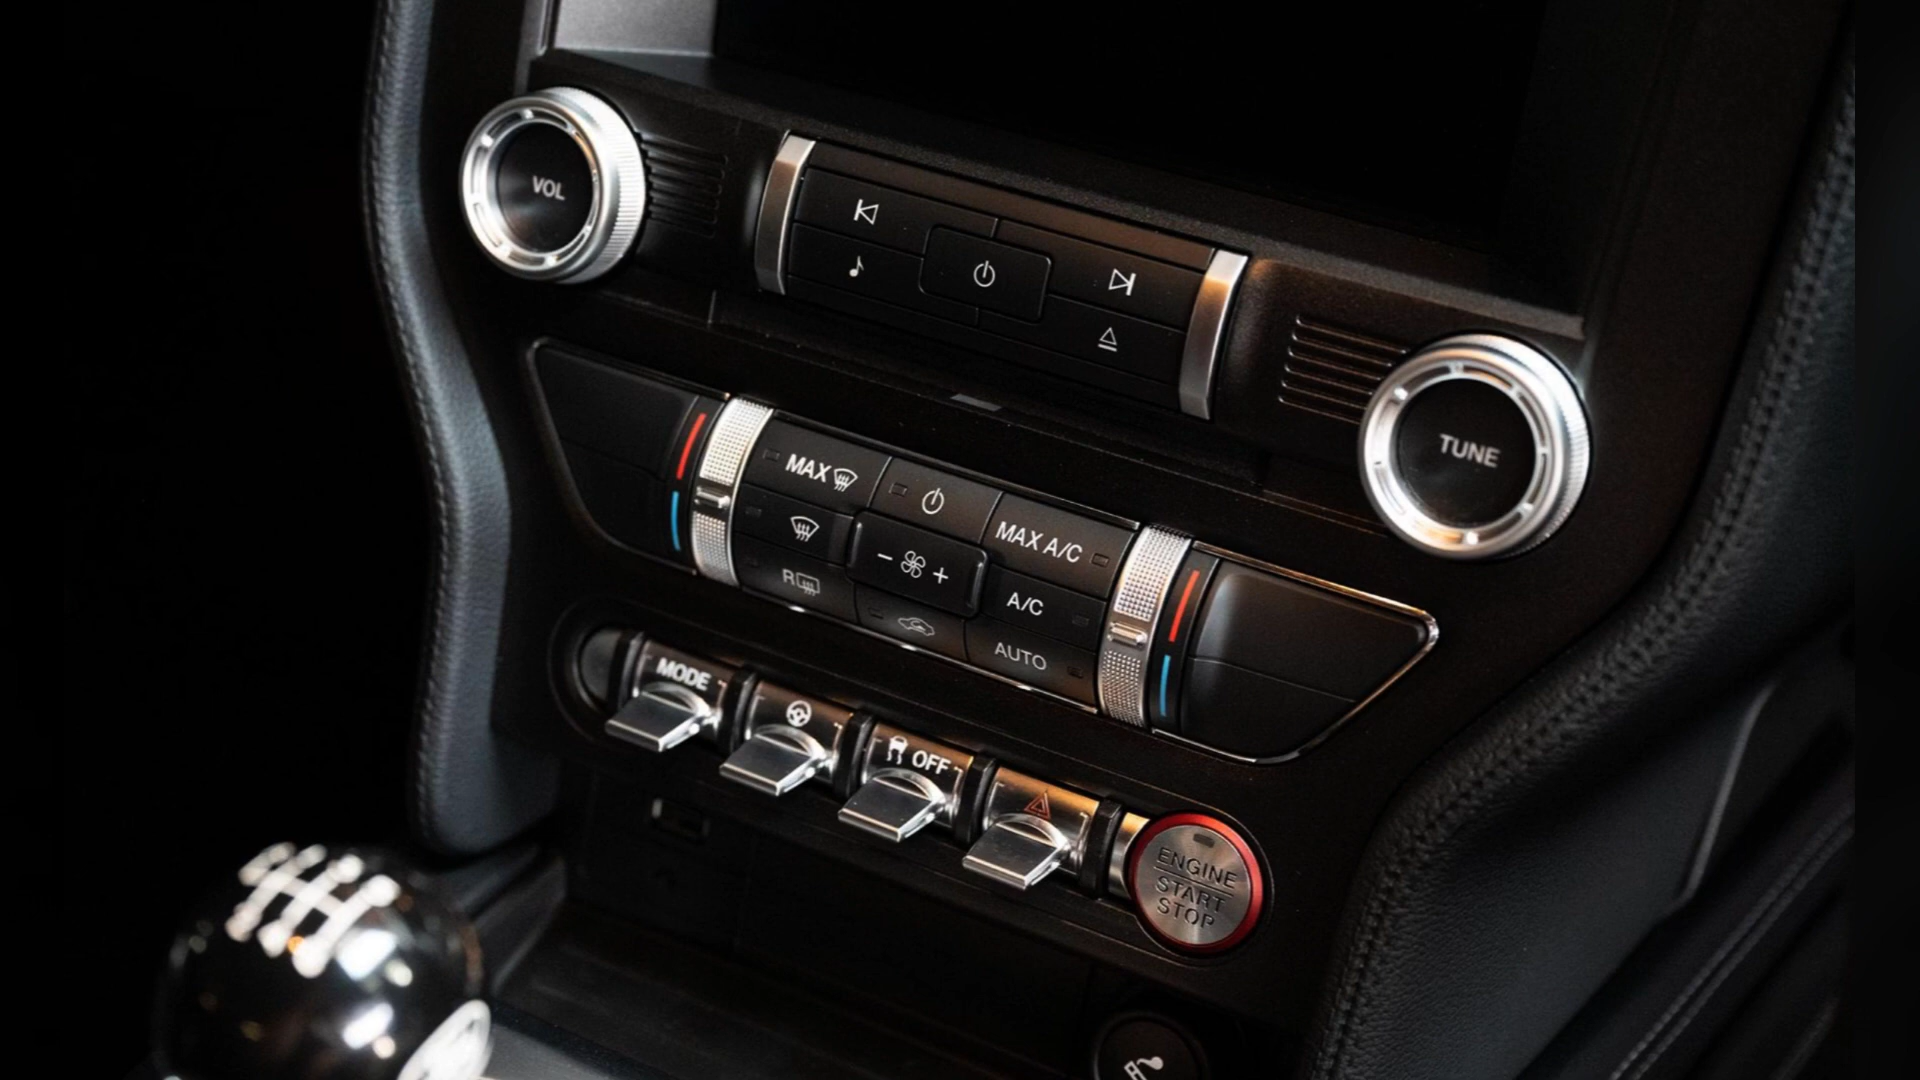 VOL
TUNE
MAX
MAX A/C
R
A/C
AUTO
MODE
OFF
ENGINE
START
STOP